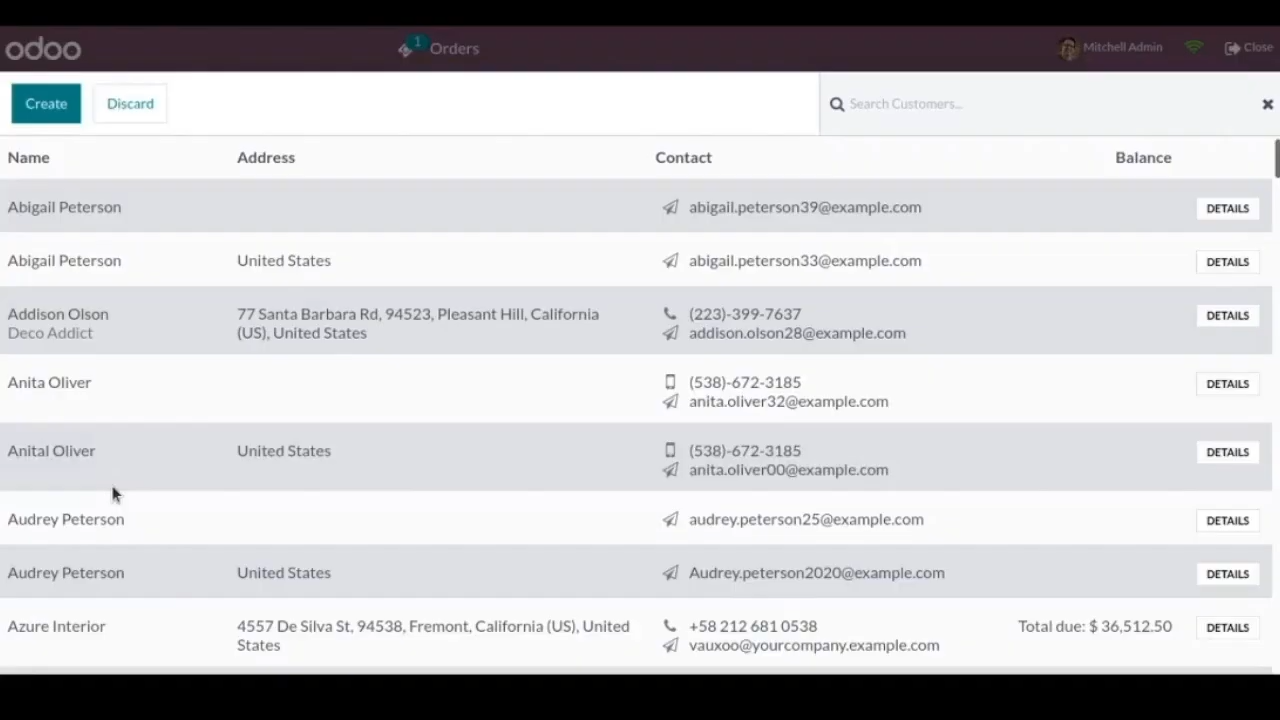 odoo
1 Orders
Mitchell Admin
Close
Create
Discard
Search Customers...
Name Address Contact Balance
Abigail Peterson abigail.peterson39@example.com DETAILS
Abigail Peterson United States abigail.peterson33@example.com DETAILS
Addison Olson 77 Santa Barbara Rd, 94523, Pleasant Hill, California (223)-399-7637 DETAILS
Deco Addict (US), United States addison.olson28@example.com
Anita Oliver (538)-672-3185 DETAILS
anita.oliver32@example.com
Anital Oliver United States (538)-672-3185 DETAILS
anita.oliver00@example.com
Audrey Peterson audrey.peterson25@example.com DETAILS
Audrey Peterson United States Audrey.peterson2020@example.com DETAILS
Azure Interior 4557 De Silva St, 94538, Fremont, California (US), United +58 212 681 0538 Total due: $ 36,512.50 DETAILS
States vauxoo@yourcompany.example.com